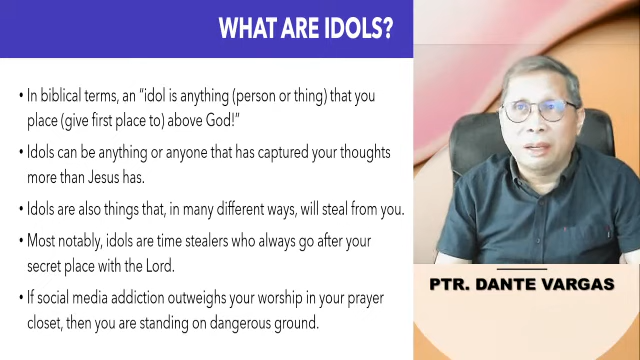 WHAT ARE IDOLS?
• In biblical terms, an “idol is anything (person or thing) that you
place (give first place to) above God!”
• Idols can be anything or anyone that has captured your thoughts
more than Jesus has.
• Idols are also things that, in many different ways, will steal from you.
• Most notably, idols are time stealers who always go after your
secret place with the Lord.
• If social media addiction outweighs your worship in your prayer
closet, then you are standing on dangerous ground.
PTR. DANTE VARGAS